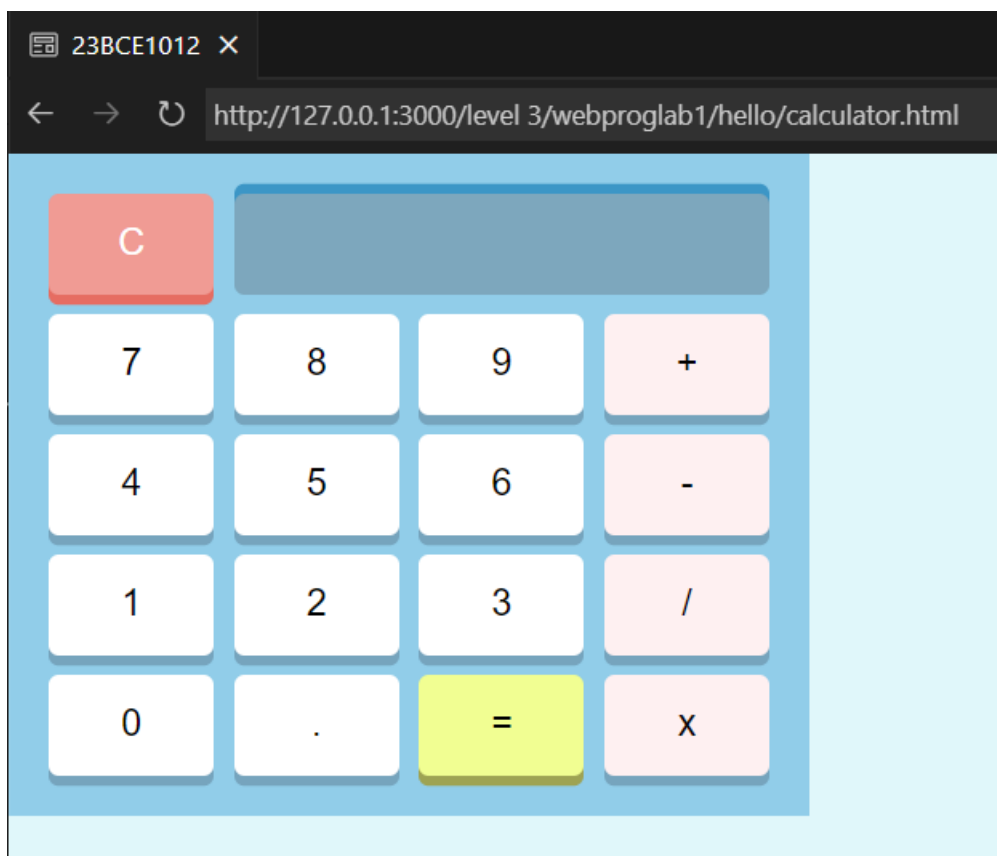 23BCE1012
http://127.0.0.1:3000/level 3/webproglab1/hello/calculator.html
C
7 8 9 +
4 5 6 -
1 2 3 /
0 . = x